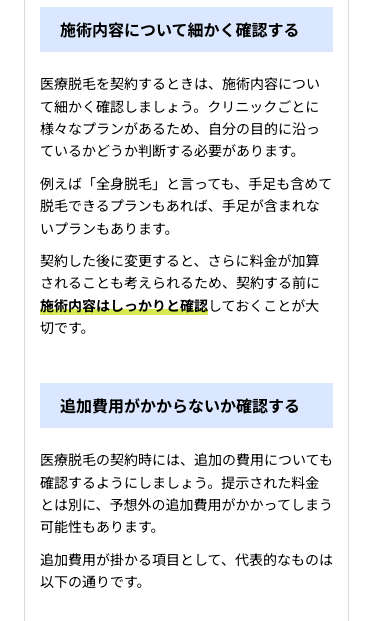 施術内容について細かく確認する
医療脱毛を契約するときは、施術内容につい
て細かく確認しましょう。クリニックごとに
様々なプランがあるため、自分の目的に沿っ
ているかどうか判断する必要があります。
例えば「全身脱毛」と言っても、手足も含めて
脱毛できるプランもあれば、手足が含まれな
いプランもあります。
契約した後に変更すると、さらに料金が加算
されることも考えられるため、契約する前に
施術内容はしっかりと確認しておくことが大
切です。
追加費用がかからないか確認する
医療脱毛の契約時には、追加の費用についても
確認するようにしましょう。提示された料金
とは別に、予想外の追加費用がかかってしまう
可能性もあります。
追加費用が掛かる項目として、代表的なものは
以下の通りです。